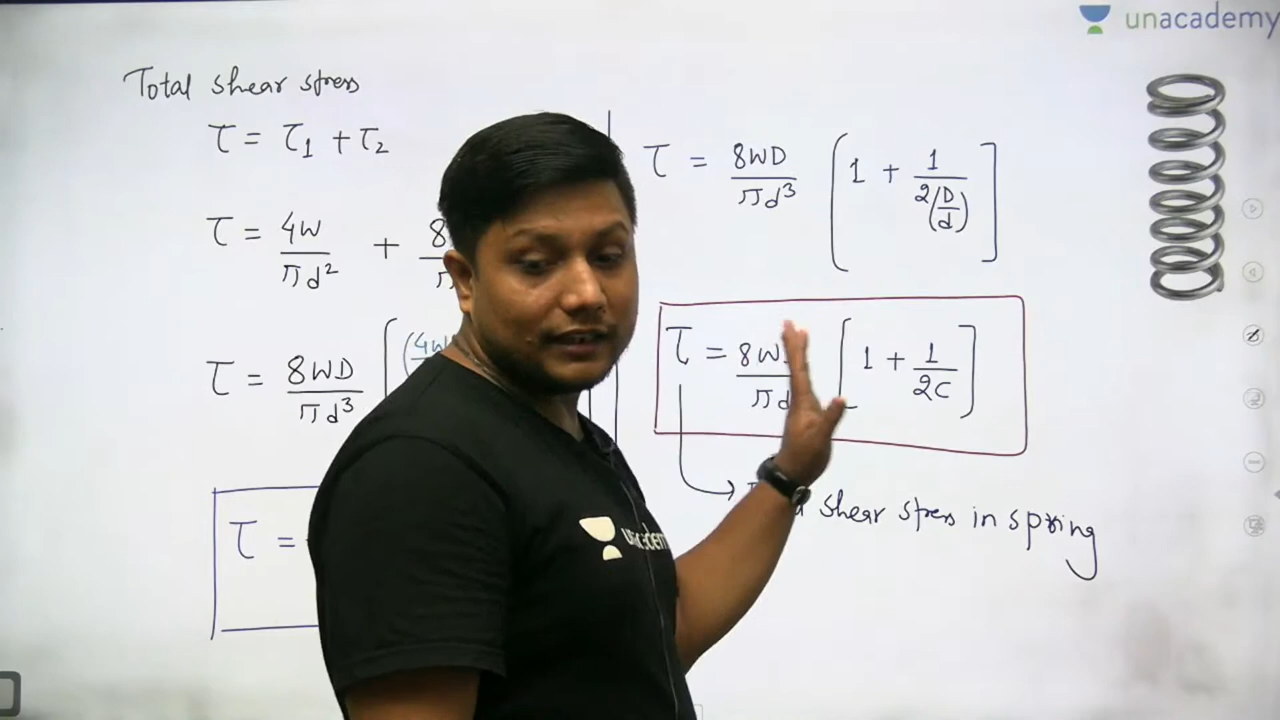 unacademy
Total shear stress
τ = τ1 + τ2
τ = 4W/πd² + 8
τ = 8WD/πd³ [(4W
τ =
τ = 8WD/πd³ [1 + 1/2(D/d)]
τ = 8W πd [1 + 1/2C]
shear stress in spring
unacademy